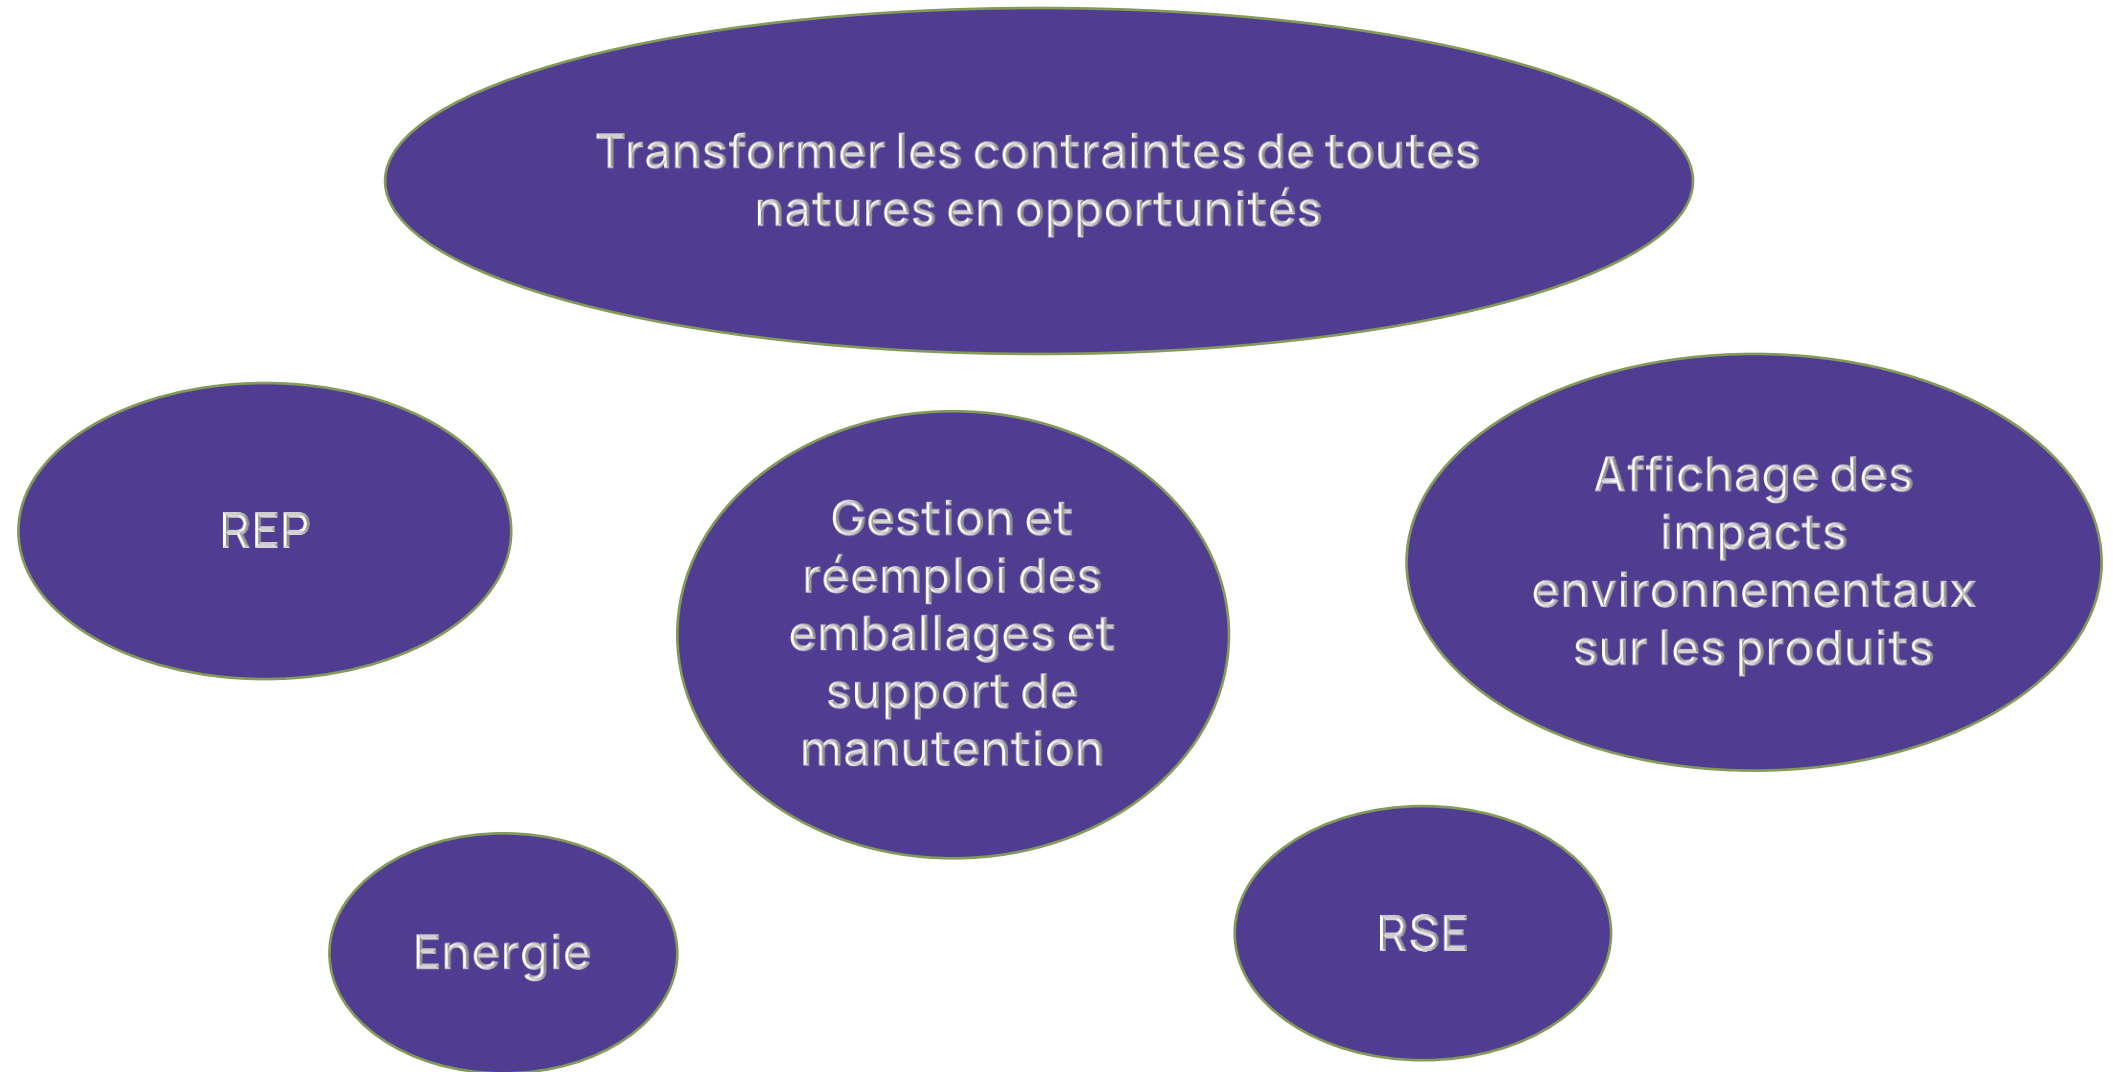 Transformer les contraintes de toutes
natures en opportunités
REP
Gestion et
réemploi des
emballages et
support de
manutention
Affichage des
impacts
environnementaux
sur les produits
Energie
RSE